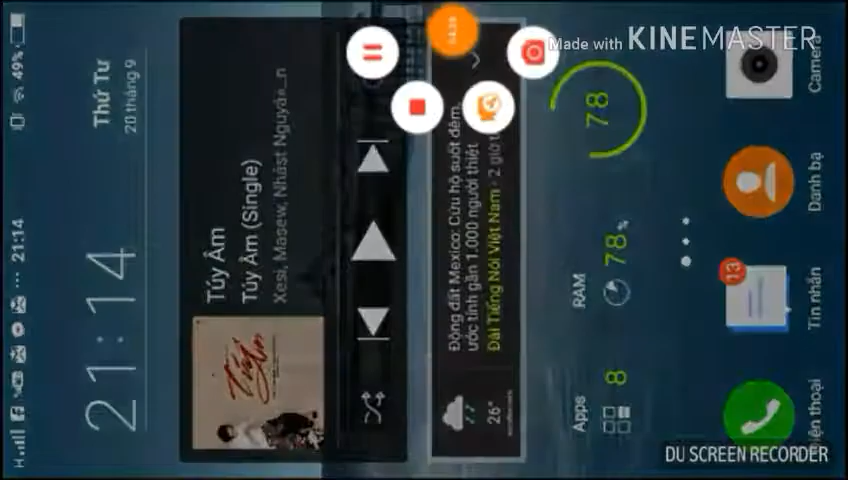 Made with KINEMASTER
H 21:14 49%
21:14
Thứ Tư
20 tháng 9
Túy Âm
Túy Âm (Single)
Xesi, Masew, Nhâst Nguyá»…n
Động đất Mexico: Cứu hộ suốt đêm,
ước tính gần 1.000 người thiệt
Đài Tiếng Nói Việt Nam - 2 giờ
26°
78
Apps
8
RAM
78%
13
Điện thoại
Tin nhắn
Danh bạ
Camera
DU SCREEN RECORDER